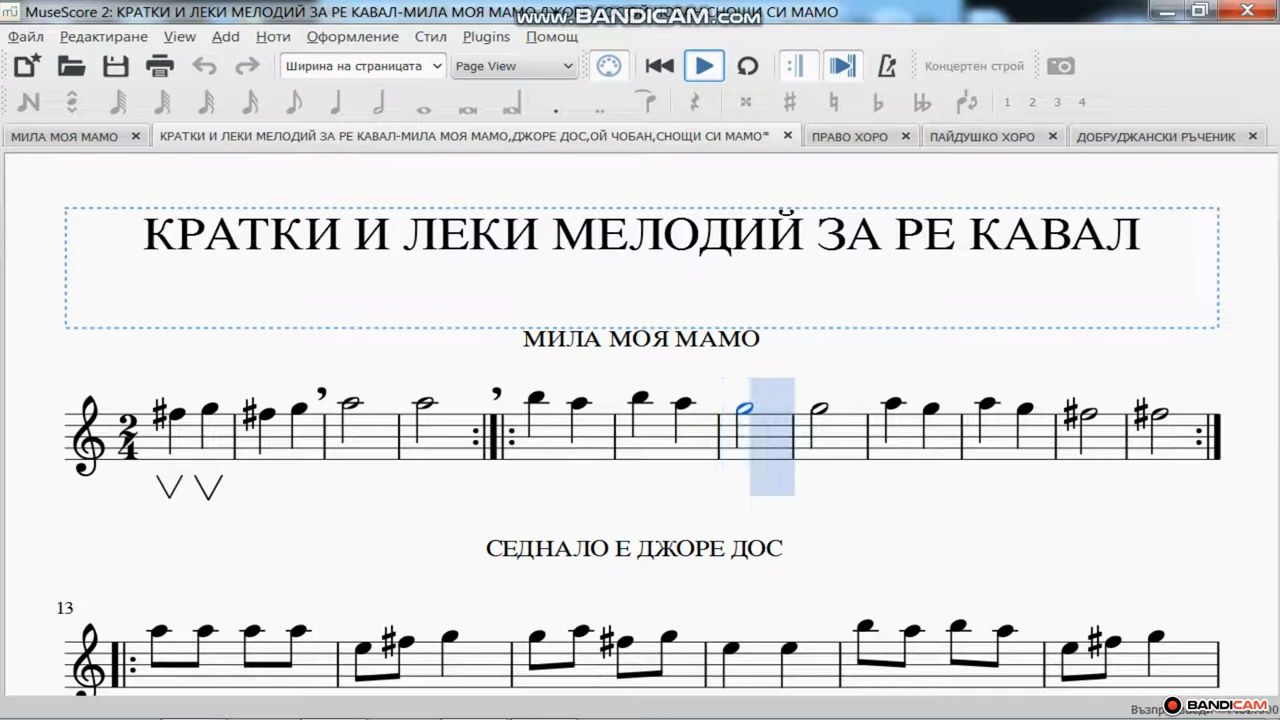 MuseScore 2: КРАТКИ И ЛЕКИ МЕЛОДИЙ ЗА РЕ КАВАЛ-МИЛА МОЯ МАМО
www.BANDICAM.com
Файл Редактиране View Add Ноти Оформление Стил Plugins Помощ
Ширина на страницата Page View Концертен строй
1 2 3 4
МИЛА МОЯ МАМО КРАТКИ И ЛЕКИ МЕЛОДИЙ ЗА РЕ КАВАЛ-МИЛА МОЯ МАМО,ДЖОРЕ ДОС,ОЙ ЧОБАН,СНОЩИ СИ МАМО* ПРАВО ХОРО ПАЙДУШКО ХОРО ДОБРУДЖАНСКИ РЪЧЕНИК
КРАТКИ И ЛЕКИ МЕЛОДИЙ ЗА РЕ КАВАЛ
МИЛА МОЯ МАМО
2
4
СЕДНАЛО Е ДЖОРЕ ДОС
13
BANDICAM